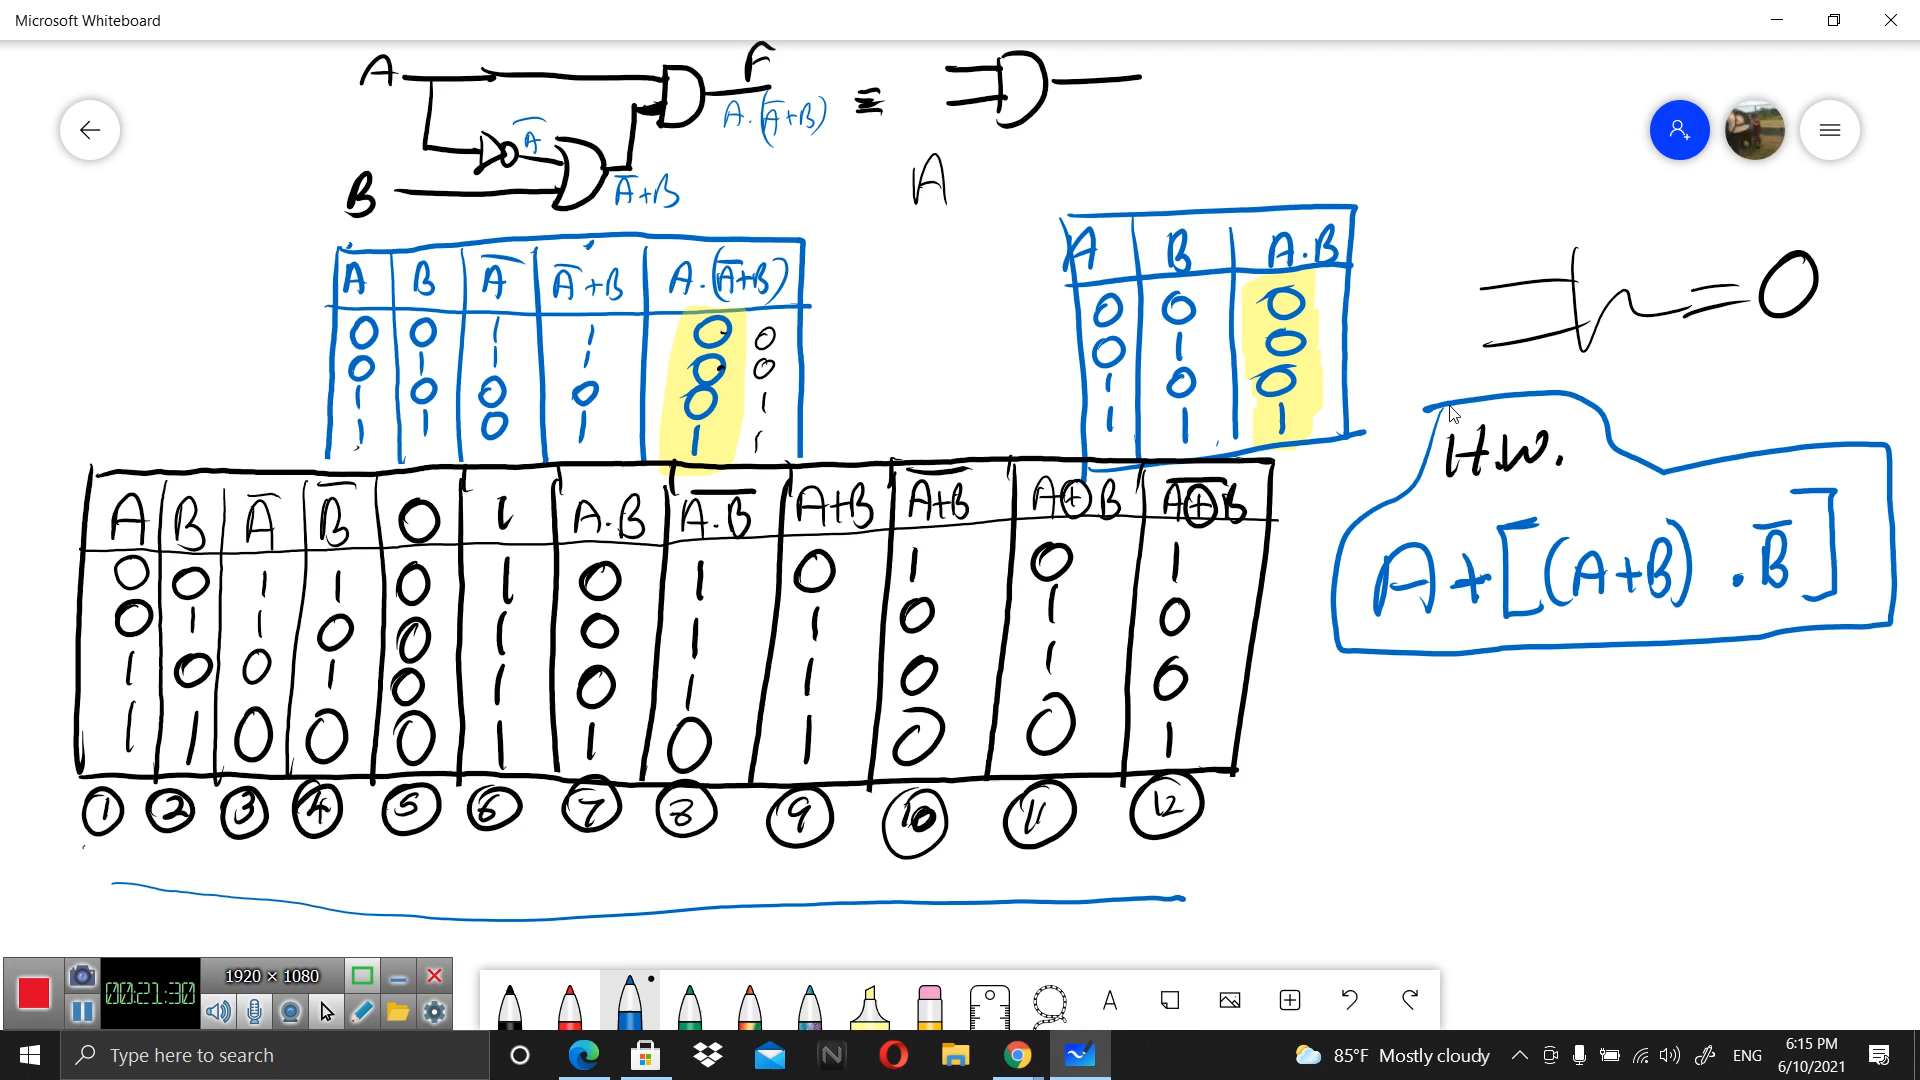 Microsoft Whiteboard
A
F
A̅
A.(A̅+B)
≡
B
A̅+B
A
A B A̅ A̅+B A.(A̅+B)
0 0 1 1 0 0
0 1 1 1 0 0
1 0 0 0 0 1
1 1 0 1 1 1
A B A.B
0 0 0
0 1 0
1 0 0
1 1 1
= 0
H.W.
A+[(A+B) . B̅]
A B A̅ B̅ 0 1 A.B A̅.̅B̅ A+B A̅+̅B̅ A⊕B A̅⊕̅B̅
0 0 1 1 0 1 0 1 0 1 0 1
0 1 1 0 0 1 0 1 1 0 1 0
1 0 0 1 0 1 0 1 1 0 1 0
1 1 0 0 0 1 1 0 1 0 0 1
1 2 3 4 5 6 7 8 9 10 11 12
1920 × 1080
00:21:30
Type here to search
85°F Mostly cloudy
ENG
6:15 PM
6/10/2021